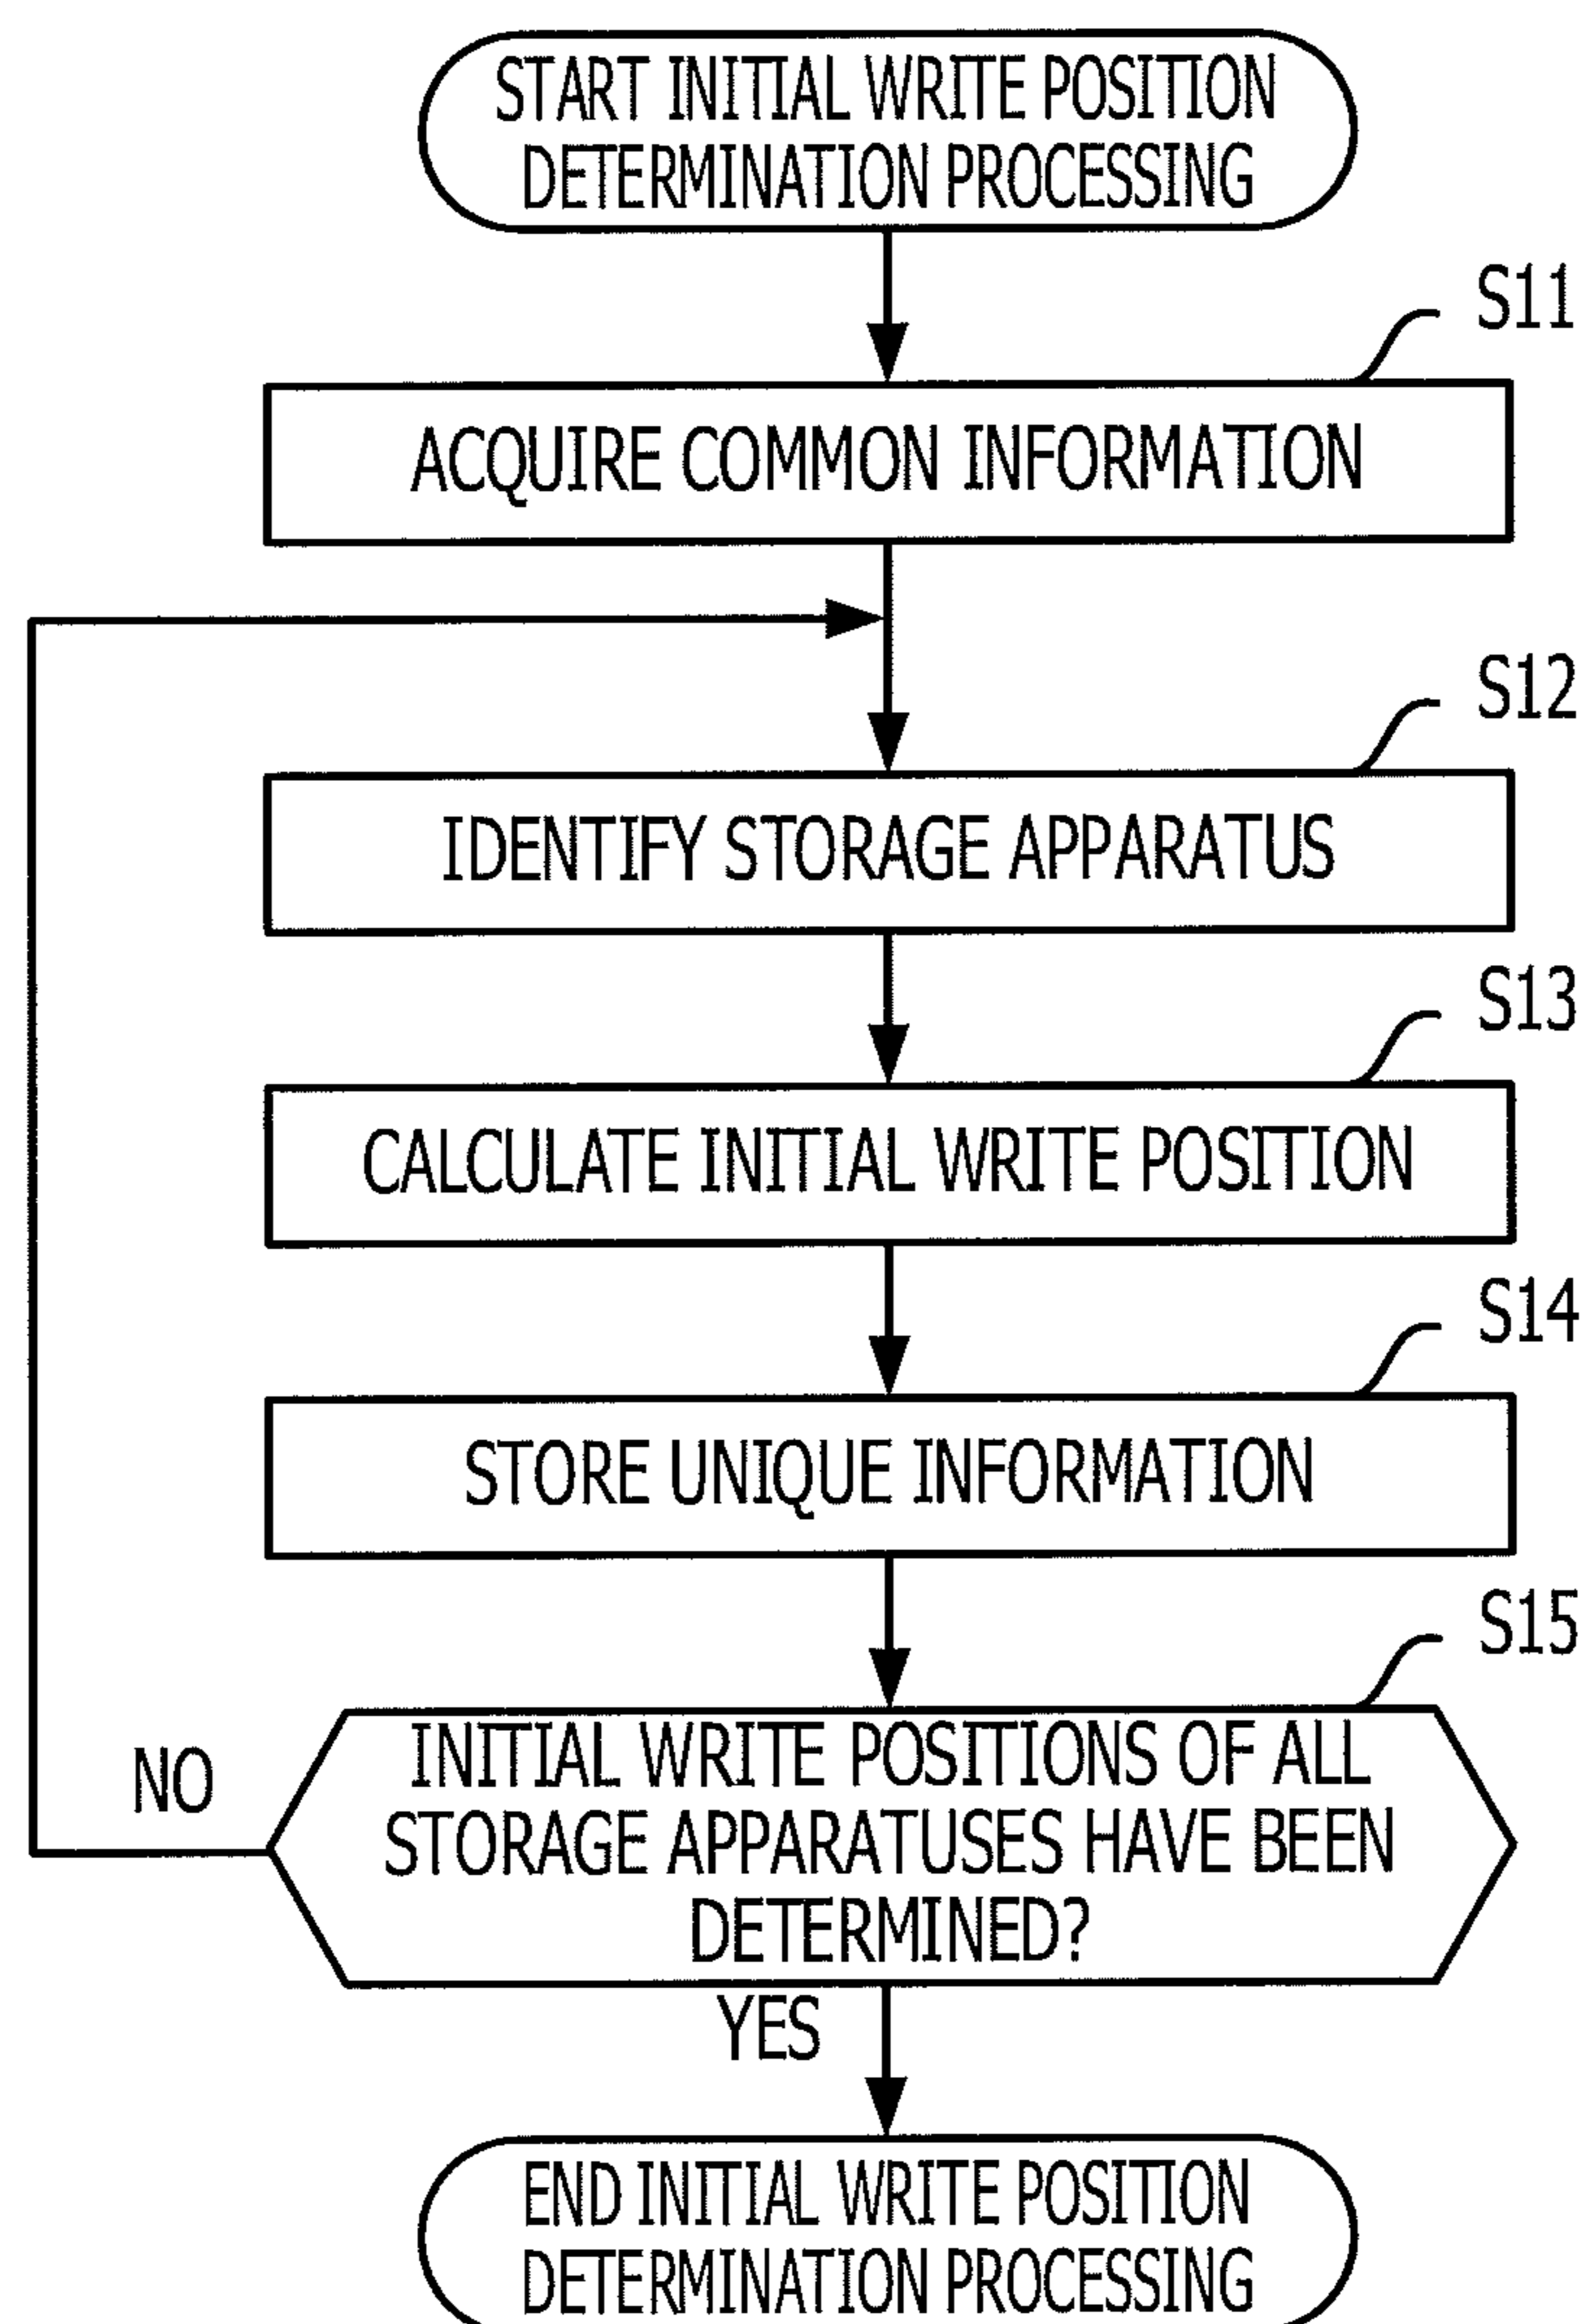 START INITIAL WRITE POSITION
DETERMINATION PROCESSING
S11
ACQUIRE COMMON INFORMATION
S12
IDENTIFY STORAGE APPARATUS
S13
CALCULATE INITIAL WRITE POSITION
S14
STORE UNIQUE INFORMATION
S15
INITIAL WRITE POSITIONS OF ALL
STORAGE APPARATUSES HAVE BEEN
DETERMINED?
NO
YES
END INITIAL WRITE POSITION
DETERMINATION PROCESSING